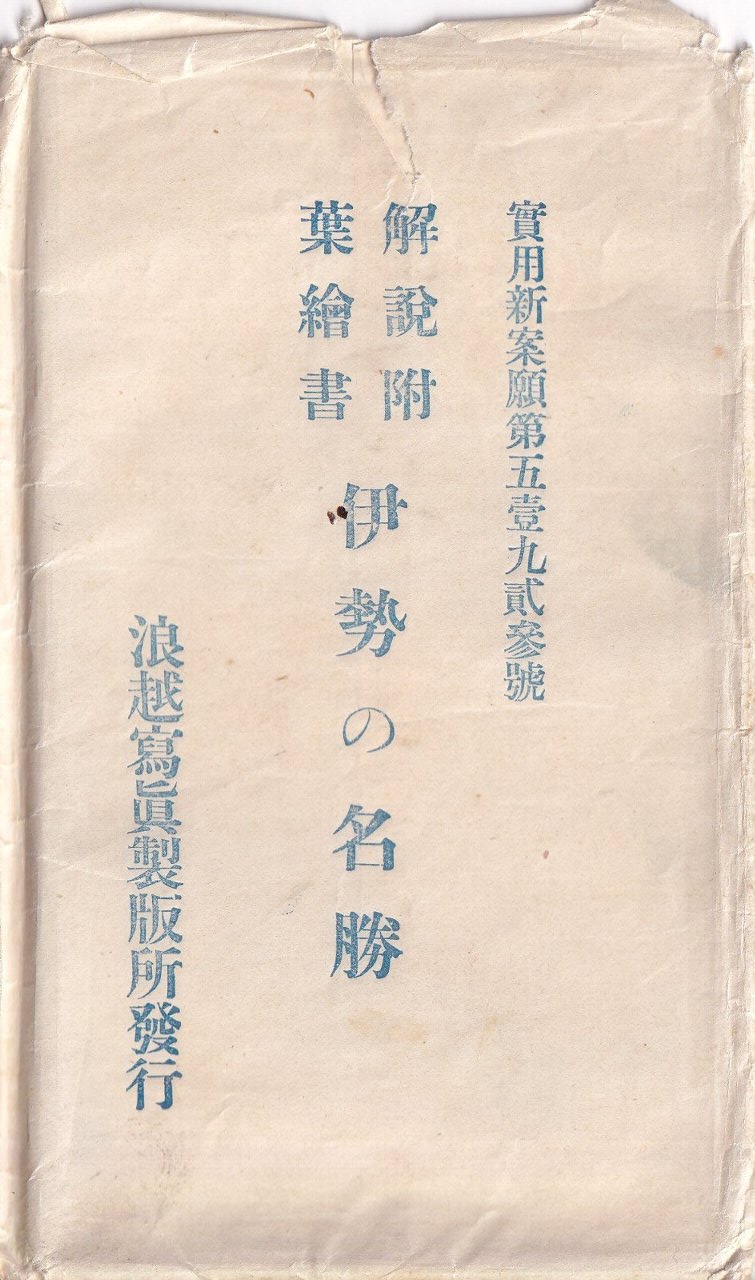 實用新案願第五壹九貳參號
解説附
葉繪書
伊勢の名勝
浪越寫眞製版所發行